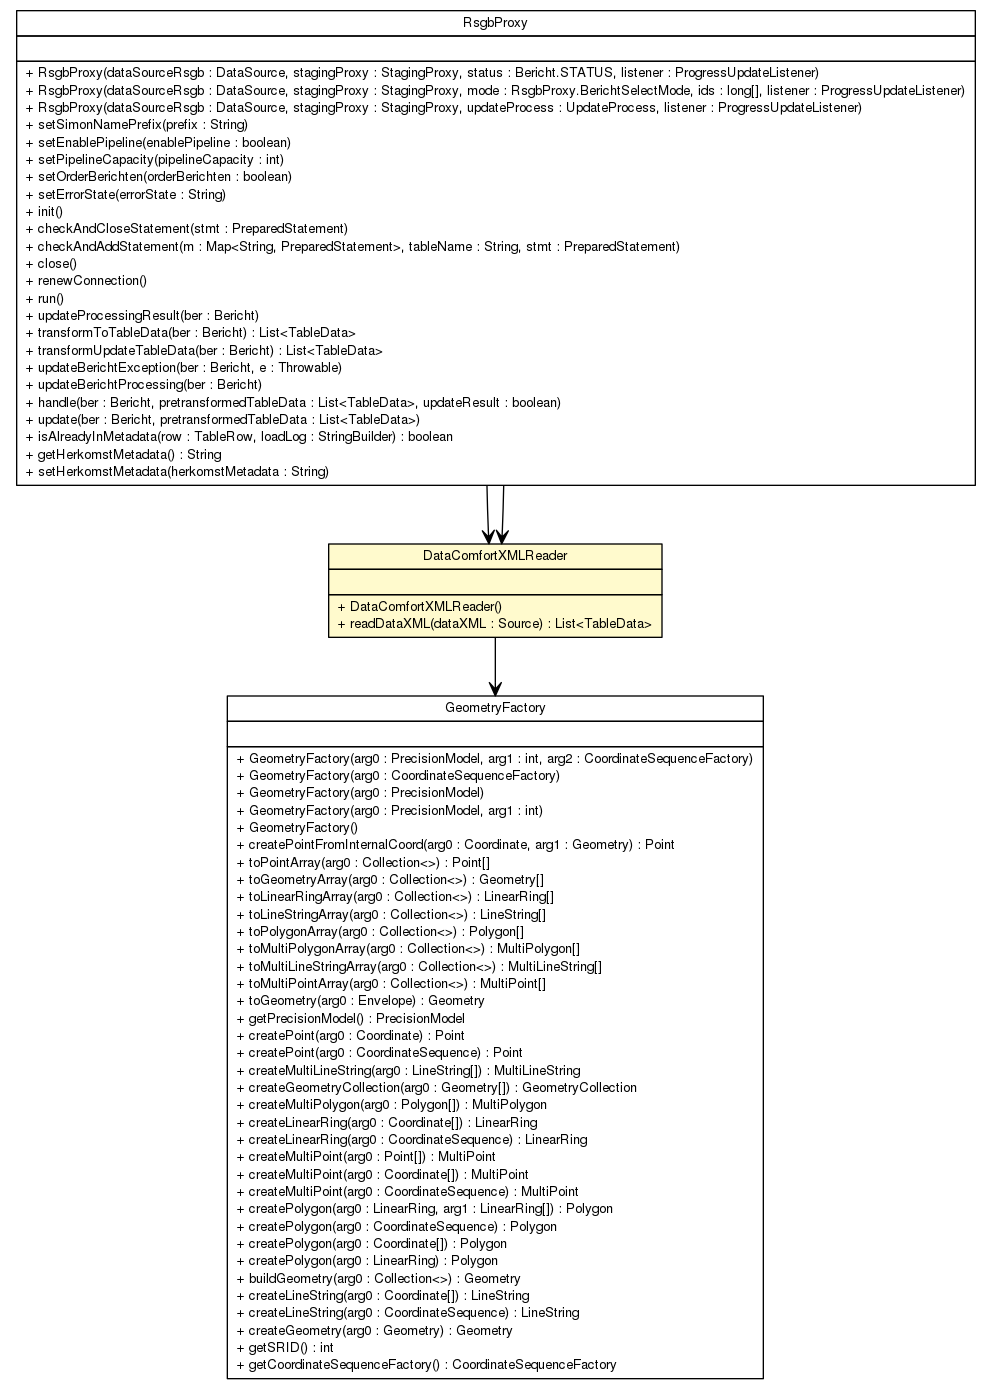 RsgbProxy
+ RsgbProxy(dataSourceRsgb : DataSource, stagingProxy : StagingProxy, status : Bericht.STATUS, listener : ProgressUpdateListener)
+ RsgbProxy(dataSourceRsgb : DataSource, stagingProxy : StagingProxy, mode : RsgbProxy.BerichtSelectMode, ids : long[], listener : ProgressUpdateListener)
+ RsgbProxy(dataSourceRsgb : DataSource, stagingProxy : StagingProxy, updateProcess : UpdateProcess, listener : ProgressUpdateListener)
+ setSimonNamePrefix(prefix : String)
+ setEnablePipeline(enablePipeline : boolean)
+ setPipelineCapacity(pipelineCapacity : int)
+ setOrderBerichten(orderBerichten : boolean)
+ setErrorState(errorState : String)
+ init()
+ checkAndCloseStatement(stmt : PreparedStatement)
+ checkAndAddStatement(m : Map<String, PreparedStatement>, tableName : String, stmt : PreparedStatement)
+ close()
+ renewConnection()
+ run()
+ updateProcessingResult(ber : Bericht)
+ transformToTableData(ber : Bericht) : List<TableData>
+ transformUpdateTableData(ber : Bericht) : List<TableData>
+ updateBerichtException(ber : Bericht, e : Throwable)
+ updateBerichtProcessing(ber : Bericht)
+ handle(ber : Bericht, pretransformedTableData : List<TableData>, updateResult : boolean)
+ update(ber : Bericht, pretransformedTableData : List<TableData>)
+ isAlreadyInMetadata(row : TableRow, loadLog : StringBuilder) : boolean
+ getHerkomstMetadata() : String
+ setHerkomstMetadata(herkomstMetadata : String)
DataComfortXMLReader
+ DataComfortXMLReader()
+ readDataXML(dataXML : Source) : List<TableData>
GeometryFactory
+ GeometryFactory(arg0 : PrecisionModel, arg1 : int, arg2 : CoordinateSequenceFactory)
+ GeometryFactory(arg0 : CoordinateSequenceFactory)
+ GeometryFactory(arg0 : PrecisionModel)
+ GeometryFactory(arg0 : PrecisionModel, arg1 : int)
+ GeometryFactory()
+ createPointFromInternalCoord(arg0 : Coordinate, arg1 : Geometry) : Point
+ toPointArray(arg0 : Collection<>) : Point[]
+ toGeometryArray(arg0 : Collection<>) : Geometry[]
+ toLinearRingArray(arg0 : Collection<>) : LinearRing[]
+ toLineStringArray(arg0 : Collection<>) : LineString[]
+ toPolygonArray(arg0 : Collection<>) : Polygon[]
+ toMultiPolygonArray(arg0 : Collection<>) : MultiPolygon[]
+ toMultiLineStringArray(arg0 : Collection<>) : MultiLineString[]
+ toMultiPointArray(arg0 : Collection<>) : MultiPoint[]
+ toGeometry(arg0 : Envelope) : Geometry
+ getPrecisionModel() : PrecisionModel
+ createPoint(arg0 : Coordinate) : Point
+ createPoint(arg0 : CoordinateSequence) : Point
+ createMultiLineString(arg0 : LineString[]) : MultiLineString
+ createGeometryCollection(arg0 : Geometry[]) : GeometryCollection
+ createMultiPolygon(arg0 : Polygon[]) : MultiPolygon
+ createLinearRing(arg0 : Coordinate[]) : LinearRing
+ createLinearRing(arg0 : CoordinateSequence) : LinearRing
+ createMultiPoint(arg0 : Point[]) : MultiPoint
+ createMultiPoint(arg0 : Coordinate[]) : MultiPoint
+ createMultiPoint(arg0 : CoordinateSequence) : MultiPoint
+ createPolygon(arg0 : LinearRing, arg1 : LinearRing[]) : Polygon
+ createPolygon(arg0 : CoordinateSequence) : Polygon
+ createPolygon(arg0 : Coordinate[]) : Polygon
+ createPolygon(arg0 : LinearRing) : Polygon
+ buildGeometry(arg0 : Collection<>) : Geometry
+ createLineString(arg0 : Coordinate[]) : LineString
+ createLineString(arg0 : CoordinateSequence) : LineString
+ createGeometry(arg0 : Geometry) : Geometry
+ getSRID() : int
+ getCoordinateSequenceFactory() : CoordinateSequenceFactory